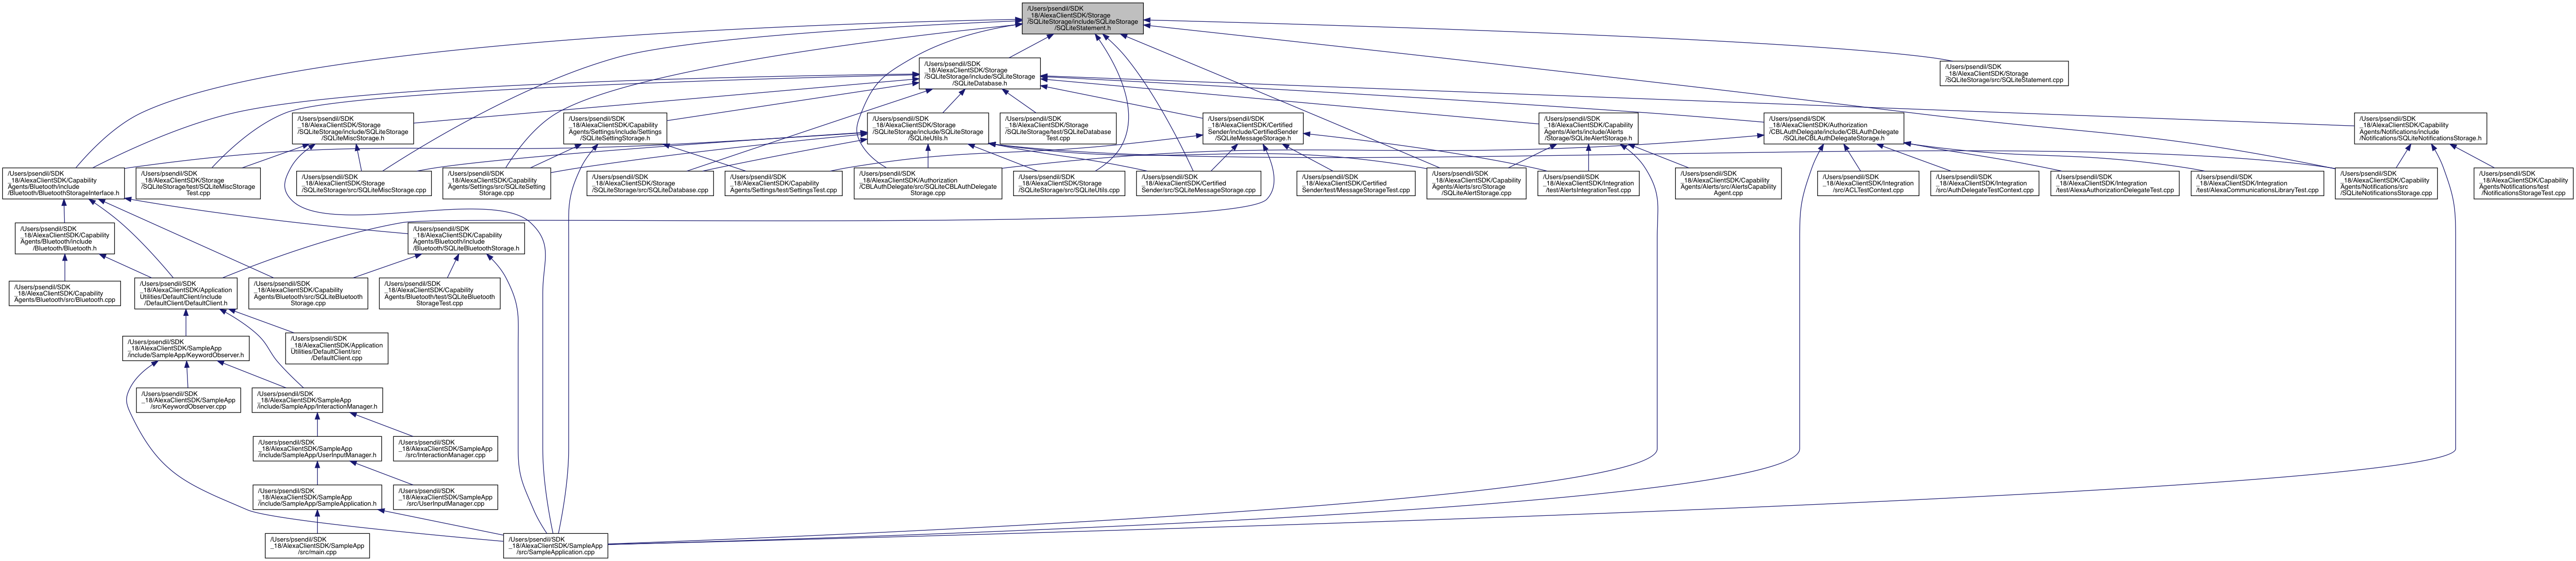 /Users/psendil/SDK
_18/AlexaClientSDK/Storage
/SQLiteStorage/include/SQLiteStorage
/SQLiteStatement.h
/Users/psendil/SDK
_18/AlexaClientSDK/Storage
/SQLiteStorage/include/SQLiteStorage
/SQLiteDatabase.h
/Users/psendil/SDK
_18/AlexaClientSDK/Storage
/SQLiteStorage/src/SQLiteStatement.cpp
/Users/psendil/SDK
_18/AlexaClientSDK/Storage
/SQLiteStorage/include/SQLiteStorage
/SQLiteMiscStorage.h
/Users/psendil/SDK
_18/AlexaClientSDK/Capability
Agents/Settings/include/Settings
/SQLiteSettingStorage.h
/Users/psendil/SDK
_18/AlexaClientSDK/Storage
/SQLiteStorage/include/SQLiteStorage
/SQLiteUtils.h
/Users/psendil/SDK
_18/AlexaClientSDK/Storage
/SQLiteStorage/test/SQLiteDatabase
Test.cpp
/Users/psendil/SDK
_18/AlexaClientSDK/Certified
Sender/include/CertifiedSender
/SQLiteMessageStorage.h
/Users/psendil/SDK
_18/AlexaClientSDK/Capability
Agents/Alerts/include/Alerts
/Storage/SQLiteAlertStorage.h
/Users/psendil/SDK
_18/AlexaClientSDK/Authorization
/CBLAuthDelegate/include/CBLAuthDelegate
/SQLiteCBLAuthDelegateStorage.h
/Users/psendil/SDK
_18/AlexaClientSDK/Capability
Agents/Notifications/include
/Notifications/SQLiteNotificationsStorage.h
/Users/psendil/SDK
_18/AlexaClientSDK/Capability
Agents/Bluetooth/include
/Bluetooth/BluetoothStorageInterface.h
/Users/psendil/SDK
_18/AlexaClientSDK/Storage
/SQLiteStorage/test/SQLiteMiscStorage
Test.cpp
/Users/psendil/SDK
_18/AlexaClientSDK/Storage
/SQLiteStorage/src/SQLiteMiscStorage.cpp
/Users/psendil/SDK
_18/AlexaClientSDK/Capability
Agents/Settings/src/SQLiteSetting
Storage.cpp
/Users/psendil/SDK
_18/AlexaClientSDK/Storage
/SQLiteStorage/src/SQLiteDatabase.cpp
/Users/psendil/SDK
_18/AlexaClientSDK/Capability
Agents/Settings/test/SettingsTest.cpp
/Users/psendil/SDK
_18/AlexaClientSDK/Authorization
/CBLAuthDelegate/src/SQLiteCBLAuthDelegate
Storage.cpp
/Users/psendil/SDK
_18/AlexaClientSDK/Storage
/SQLiteStorage/src/SQLiteUtils.cpp
/Users/psendil/SDK
_18/AlexaClientSDK/Certified
Sender/src/SQLiteMessageStorage.cpp
/Users/psendil/SDK
_18/AlexaClientSDK/Certified
Sender/test/MessageStorageTest.cpp
/Users/psendil/SDK
_18/AlexaClientSDK/Capability
Agents/Alerts/src/Storage
/SQLiteAlertStorage.cpp
/Users/psendil/SDK
_18/AlexaClientSDK/Integration
/test/AlertsIntegrationTest.cpp
/Users/psendil/SDK
_18/AlexaClientSDK/Capability
Agents/Alerts/src/AlertsCapability
Agent.cpp
/Users/psendil/SDK
_18/AlexaClientSDK/Integration
/src/ACLTestContext.cpp
/Users/psendil/SDK
_18/AlexaClientSDK/Integration
/src/AuthDelegateTestContext.cpp
/Users/psendil/SDK
_18/AlexaClientSDK/Integration
/test/AlexaAuthorizationDelegateTest.cpp
/Users/psendil/SDK
_18/AlexaClientSDK/Integration
/test/AlexaCommunicationsLibraryTest.cpp
/Users/psendil/SDK
_18/AlexaClientSDK/Capability
Agents/Notifications/src
/SQLiteNotificationsStorage.cpp
/Users/psendil/SDK
_18/AlexaClientSDK/Capability
Agents/Notifications/test
/NotificationsStorageTest.cpp
/Users/psendil/SDK
_18/AlexaClientSDK/Capability
Agents/Bluetooth/include
/Bluetooth/Bluetooth.h
/Users/psendil/SDK
_18/AlexaClientSDK/Capability
Agents/Bluetooth/include
/Bluetooth/SQLiteBluetoothStorage.h
/Users/psendil/SDK
_18/AlexaClientSDK/Capability
Agents/Bluetooth/src/Bluetooth.cpp
/Users/psendil/SDK
_18/AlexaClientSDK/Application
Utilities/DefaultClient/include
/DefaultClient/DefaultClient.h
/Users/psendil/SDK
_18/AlexaClientSDK/Capability
Agents/Bluetooth/src/SQLiteBluetooth
Storage.cpp
/Users/psendil/SDK
_18/AlexaClientSDK/Capability
Agents/Bluetooth/test/SQLiteBluetooth
StorageTest.cpp
/Users/psendil/SDK
_18/AlexaClientSDK/SampleApp
/include/SampleApp/KeywordObserver.h
/Users/psendil/SDK
_18/AlexaClientSDK/Application
Utilities/DefaultClient/src
/DefaultClient.cpp
/Users/psendil/SDK
_18/AlexaClientSDK/SampleApp
/src/KeywordObserver.cpp
/Users/psendil/SDK
_18/AlexaClientSDK/SampleApp
/include/SampleApp/InteractionManager.h
/Users/psendil/SDK
_18/AlexaClientSDK/SampleApp
/include/SampleApp/UserInputManager.h
/Users/psendil/SDK
_18/AlexaClientSDK/SampleApp
/src/InteractionManager.cpp
/Users/psendil/SDK
_18/AlexaClientSDK/SampleApp
/include/SampleApp/SampleApplication.h
/Users/psendil/SDK
_18/AlexaClientSDK/SampleApp
/src/UserInputManager.cpp
/Users/psendil/SDK
_18/AlexaClientSDK/SampleApp
/src/main.cpp
/Users/psendil/SDK
_18/AlexaClientSDK/SampleApp
/src/SampleApplication.cpp